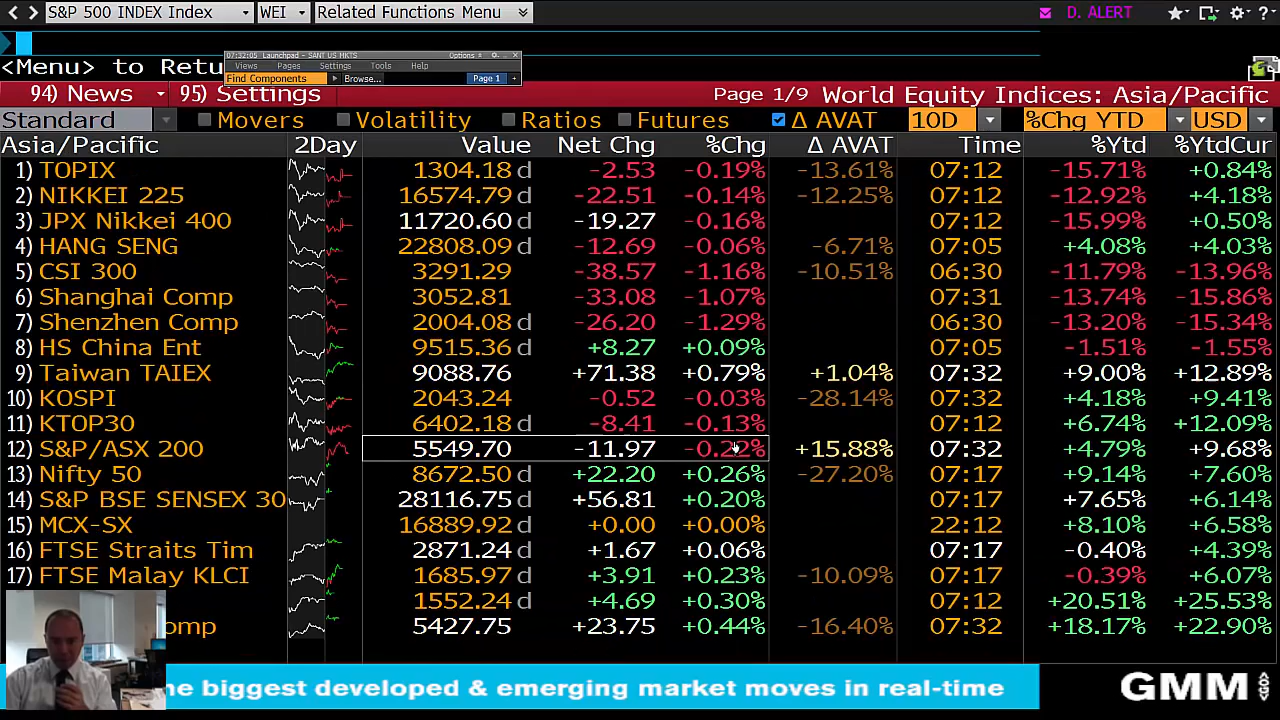 S&P 500 INDEX Index WEI Related Functions Menu D. ALERT ?
07:32:05 Launchpad - SANT US MKTS Options
Views Pages Settings Tools Help
<Menu> to Retu
Find Components Browse... Page 1
94) News 95) Settings Page 1/9 World Equity Indices: Asia/Pacific
Standard Movers Volatility Ratios Futures Δ AVAT 10D %Chg YTD USD
Asia/Pacific 2Day Value Net Chg %Chg Δ AVAT Time %Ytd %YtdCur
1) TOPIX 1304.18 d -2.53 -0.19% -13.61% 07:12 -15.71% +0.84%
2) NIKKEI 225 16574.79 d -22.51 -0.14% -12.25% 07:12 -12.92% +4.18%
3) JPX Nikkei 400 11720.60 d -19.27 -0.16% 07:12 -15.99% +0.50%
4) HANG SENG 22808.09 d -12.69 -0.06% -6.71% 07:05 +4.08% +4.03%
5) CSI 300 3291.29 -38.57 -1.16% -10.51% 06:30 -11.79% -13.96%
6) Shanghai Comp 3052.81 -33.08 -1.07% 07:31 -13.74% -15.86%
7) Shenzhen Comp 2004.08 d -26.20 -1.29% 06:30 -13.20% -15.34%
8) HS China Ent 9515.36 d +8.27 +0.09% 07:05 -1.51% -1.55%
9) Taiwan TAIEX 9088.76 +71.38 +0.79% +1.04% 07:32 +9.00% +12.89%
10) KOSPI 2043.24 -0.52 -0.03% -28.14% 07:32 +4.18% +9.41%
11) KTOP30 6402.18 d -8.41 -0.13% 07:12 +6.74% +12.09%
12) S&P/ASX 200 5549.70 -11.97 -0.22% +15.88% 07:32 +4.79% +9.68%
13) Nifty 50 8672.50 d +22.20 +0.26% -27.20% 07:17 +9.14% +7.60%
14) S&P BSE SENSEX 30 28116.75 d +56.81 +0.20% 07:17 +7.65% +6.14%
15) MCX-SX 16889.92 d +0.00 +0.00% 22:12 +8.10% +6.58%
16) FTSE Straits Tim 2871.24 d +1.67 +0.06% 07:17 -0.40% +4.39%
17) FTSE Malay KLCI 1685.97 d +3.91 +0.23% -10.09% 07:17 -0.39% +6.07%
1552.24 d +4.69 +0.30% 07:12 +20.51% +25.53%
omp 5427.75 +23.75 +0.44% -16.40% 07:32 +18.17% +22.90%
he biggest developed & emerging market moves in real-time
GMM